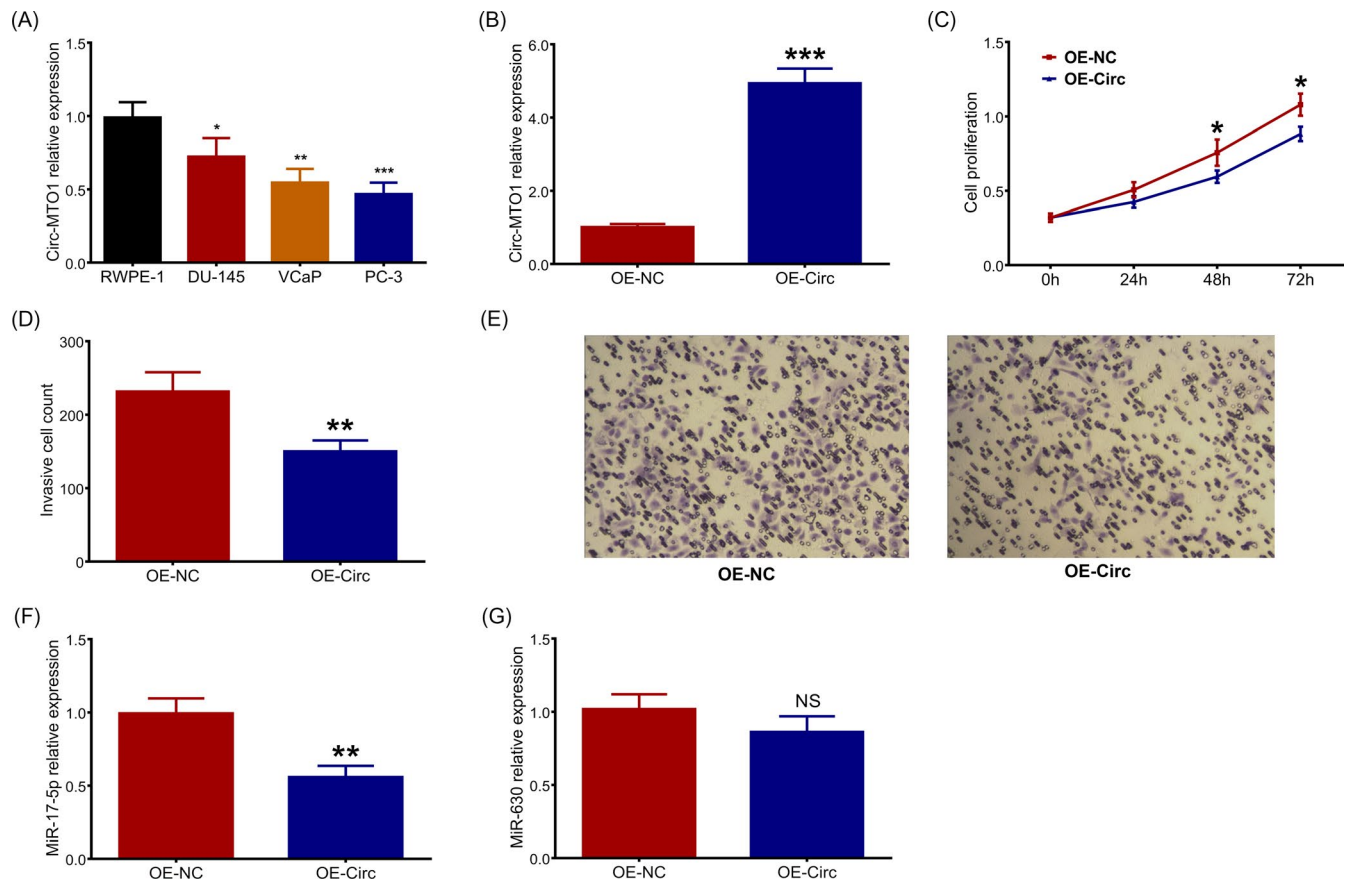 (A)
Circ-MTO1 relative expression
1.5
1.0
0.5
0.0
*
**
***
RWPE-1 DU-145 VCaP PC-3
(B)
Circ-MTO1 relative expression
6.0
4.0
2.0
0.0
***
OE-NC OE-Circ
(C)
Cell proliferation
1.5
1.0
0.5
0.0
OE-NC
OE-Circ
*
*
0h 24h 48h 72h
(D)
Invasive cell count
300
200
100
0
**
OE-NC OE-Circ
(E)
OE-NC
OE-Circ
(F)
MiR-17-5p relative expression
1.5
1.0
0.5
0.0
**
OE-NC OE-Circ
(G)
MiR-630 relative expression
1.5
1.0
0.5
0.0
NS
OE-NC OE-Circ